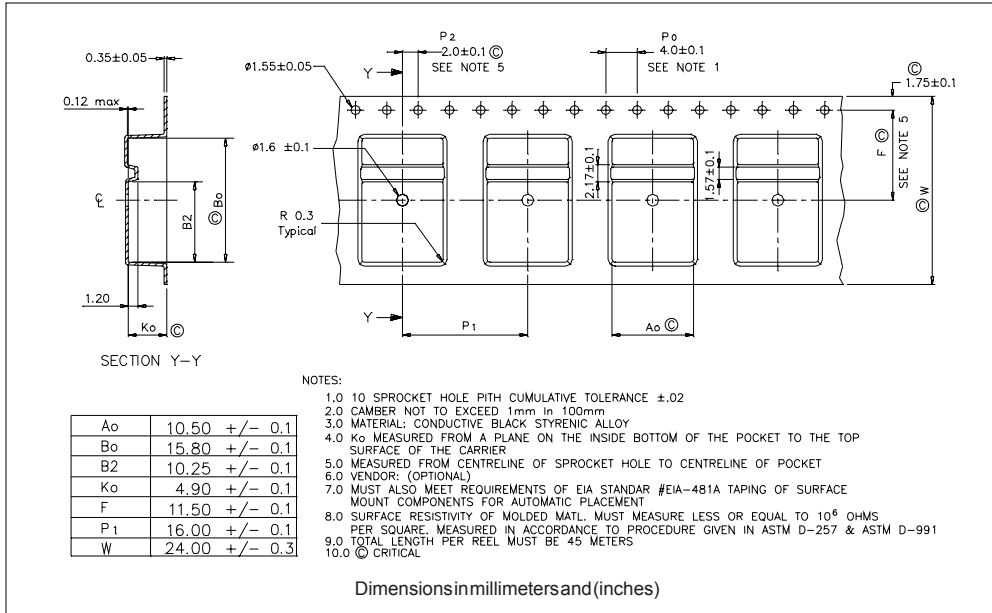 P2
2.0±0.1 Ⓒ
SEE NOTE 5
P0
4.0±0.1
SEE NOTE 1
Ⓒ
1.75±0.1
0.35±0.05
Y
ø1.55±0.05
0.12 max
ø1.6 ±0.1
2.17±0.1
1.57±0.1
F Ⓒ
SEE NOTE 5
ⒸW
℄
B2
ⒸBo
R 0.3
Typical
1.20
Ko Ⓒ
Y
P1
Ao Ⓒ
SECTION Y-Y
NOTES:
1.0 10 SPROCKET HOLE PITH CUMULATIVE TOLERANCE ±.02
2.0 CAMBER NOT TO EXCEED 1mm In 100mm
3.0 MATERIAL: CONDUCTIVE BLACK STYRENIC ALLOY
4.0 Ko MEASURED FROM A PLANE ON THE INSIDE BOTTOM OF THE POCKET TO THE TOP
SURFACE OF THE CARRIER
5.0 MEASURED FROM CENTRELINE OF SPROCKET HOLE TO CENTRELINE OF POCKET
6.0 VENDOR: (OPTIONAL)
7.0 MUST ALSO MEET REQUIREMENTS OF EIA STANDAR #EIA-481A TAPING OF SURFACE
MOUNT COMPONENTS FOR AUTOMATIC PLACEMENT
8.0 SURFACE RESISTIVITY OF MOLDED MATL. MUST MEASURE LESS OR EQUAL TO 10⁶ OHMS
PER SQUARE. MEASURED IN ACCORDANCE TO PROCEDURE GIVEN IN ASTM D-257 & ASTM D-991
9.0 TOTAL LENGTH PER REEL MUST BE 45 METERS
10.0 Ⓒ CRITICAL
Ao 10.50 +/- 0.1
Bo 15.80 +/- 0.1
B2 10.25 +/- 0.1
Ko 4.90 +/- 0.1
F 11.50 +/- 0.1
P1 16.00 +/- 0.1
W 24.00 +/- 0.3
Dimensions in millimeters and (inches)